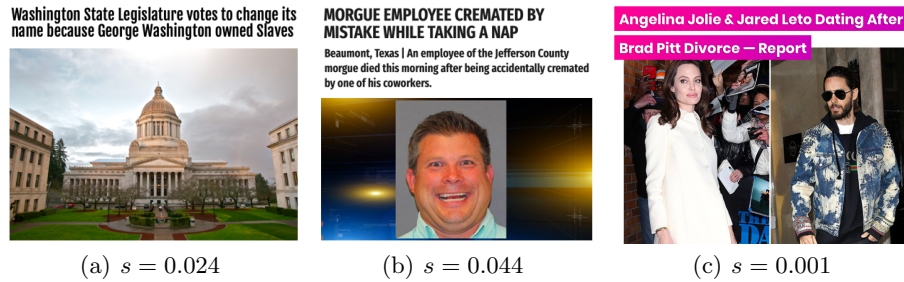 Washington State Legislature votes to change its
name because George Washington owned Slaves
MORGUE EMPLOYEE CREMATED BY
MISTAKE WHILE TAKING A NAP
Beaumont, Texas | An employee of the Jefferson County
morgue died this morning after being accidentally cremated
by one of his coworkers.
Angelina Jolie & Jared Leto Dating After
Brad Pitt Divorce — Report
(a) s = 0.024
(b) s = 0.044
(c) s = 0.001